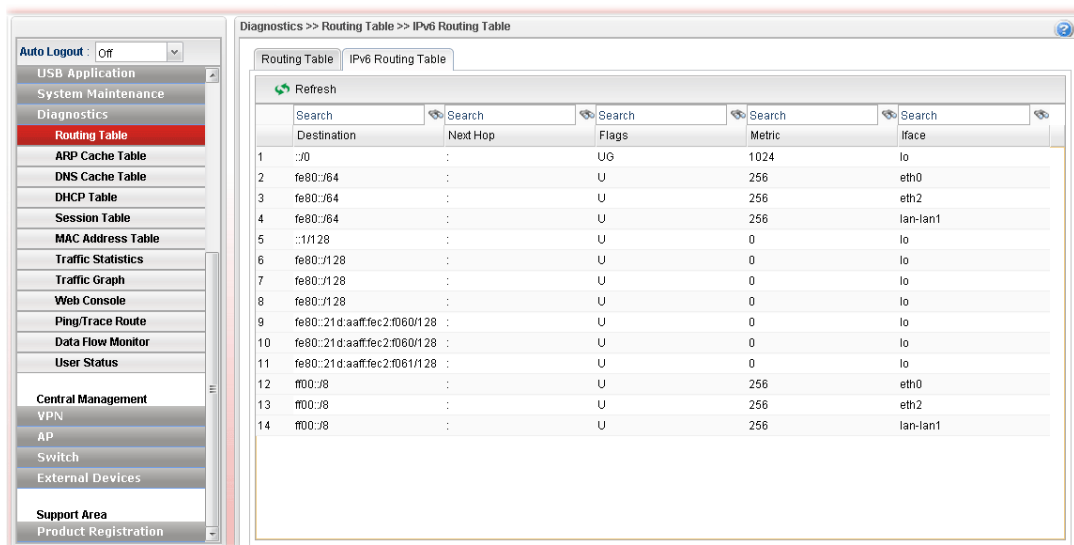 Diagnostics >> Routing Table >> IPv6 Routing Table
Auto Logout : Off
USB Application
System Maintenance
Diagnostics
Routing Table
ARP Cache Table
DNS Cache Table
DHCP Table
Session Table
MAC Address Table
Traffic Statistics
Traffic Graph
Web Console
Ping/Trace Route
Data Flow Monitor
User Status
Central Management
VPN
AP
Switch
External Devices
Support Area
Product Registration
Routing Table IPv6 Routing Table
Refresh
Search Search Search Search Search
Destination Next Hop Flags Metric Iface
1 ::/0 : UG 1024 lo
2 fe80::/64 : U 256 eth0
3 fe80::/64 : U 256 eth2
4 fe80::/64 : U 256 lan-lan1
5 ::1/128 : U 0 lo
6 fe80::/128 : U 0 lo
7 fe80::/128 : U 0 lo
8 fe80::/128 : U 0 lo
9 fe80::21d:aaff:fec2:f060/128 : U 0 lo
10 fe80::21d:aaff:fec2:f060/128 : U 0 lo
11 fe80::21d:aaff:fec2:f061/128 : U 0 lo
12 ff00::/8 : U 256 eth0
13 ff00::/8 : U 256 eth2
14 ff00::/8 : U 256 lan-lan1